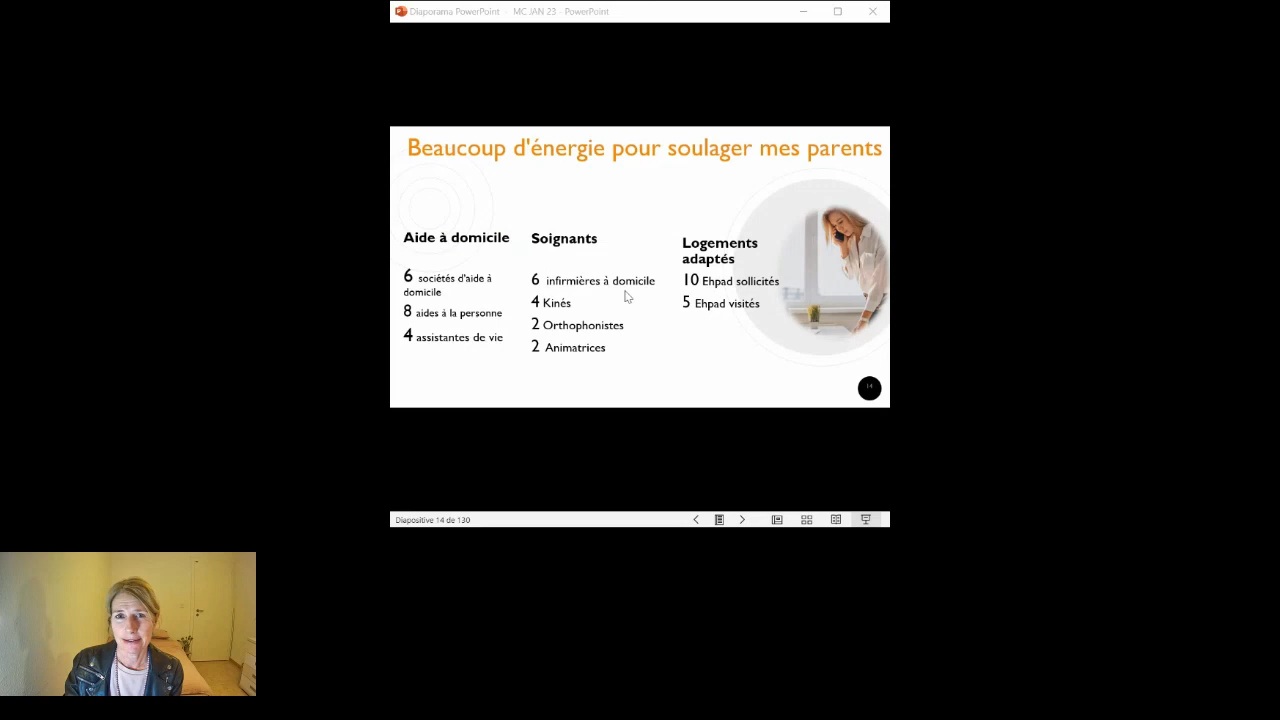 Diaporama PowerPoint - MC JAN 23 - PowerPoint
Beaucoup d'énergie pour soulager mes parents
Aide à domicile
6 sociétés d'aide à
domicile
8 aides à la personne
4 assistantes de vie
Soignants
6 infirmières à domicile
4 Kinés
2 Orthophonistes
2 Animatrices
Logements
adaptés
10 Ehpad sollicités
5 Ehpad visités
14
Diapositive 14 de 130